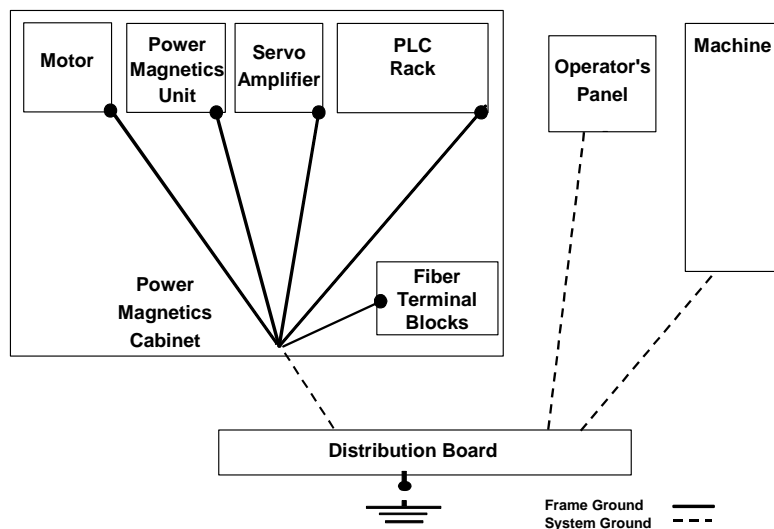 Motor
Power
Magnetics
Unit
Servo
Amplifier
PLC
Rack
Operator's
Panel
Machine
Power
Magnetics
Cabinet
Fiber
Terminal
Blocks
Distribution Board
Frame Ground
System Ground